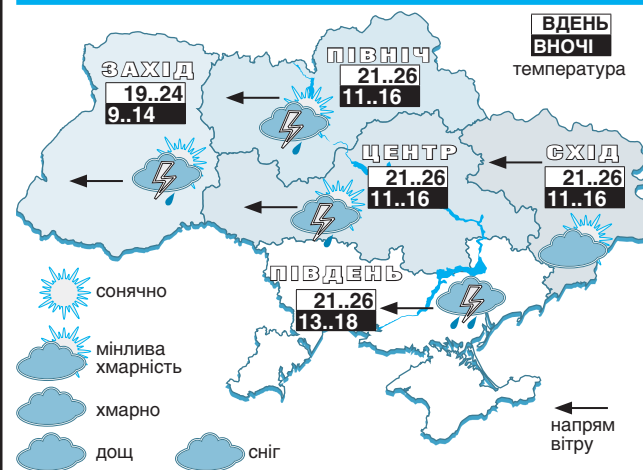 ВДЕНЬ
ВНОЧІ
температура
ЗАХІД
19..24
9..14
ПІВНІЧ
21..26
11..16
ЦЕНТР
21..26
11..16
СХІД
21..26
11..16
ПІВДЕНЬ
21..26
13..18
сонячно
мінлива
хмарність
хмарно
дощ
сніг
напрям
вітру